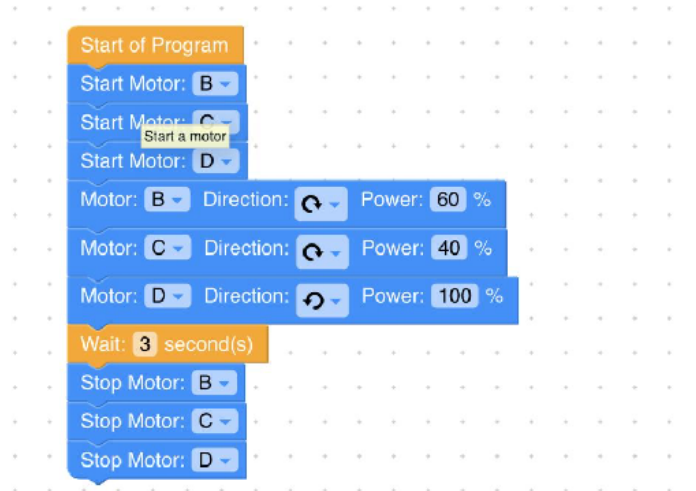 Start of Program
Start Motor: B
Start Motor: C
Start a motor
Start Motor: D
Motor: B Direction: Power: 60 %
Motor: C Direction: Power: 40 %
Motor: D Direction: Power: 100 %
Wait: 3 second(s)
Stop Motor: B
Stop Motor: C
Stop Motor: D